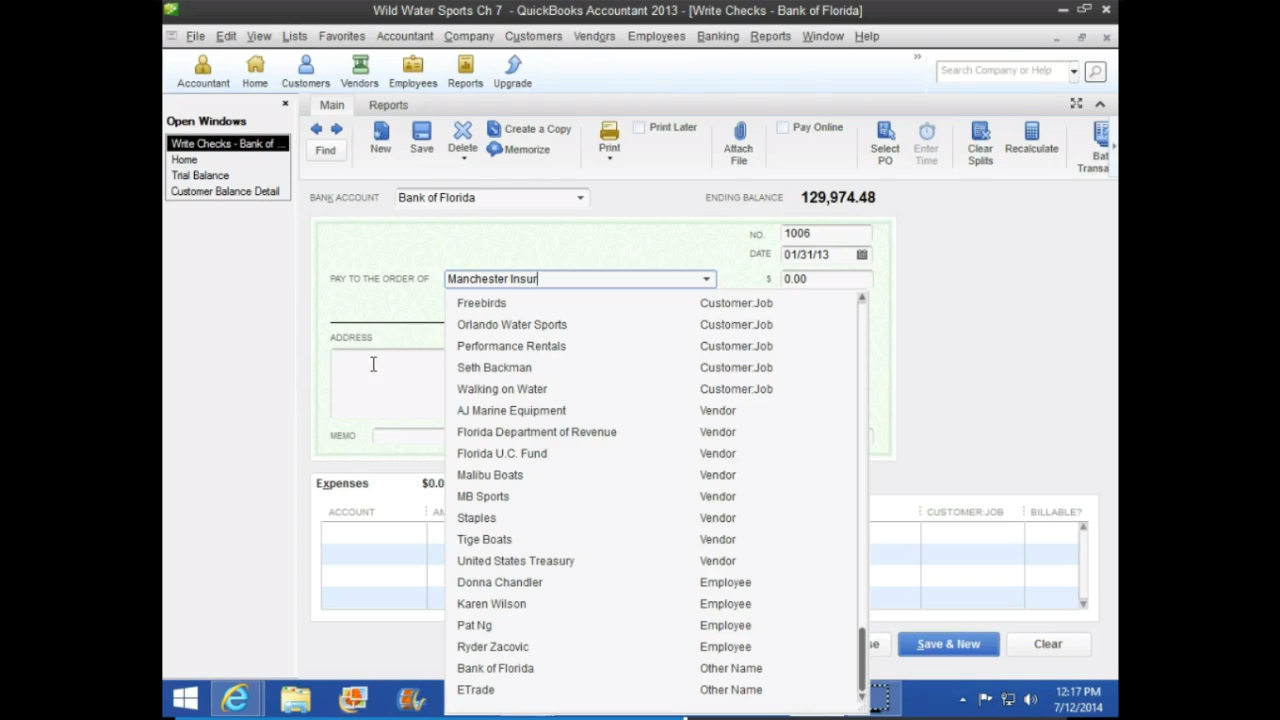 Wild Water Sports Ch 7 - QuickBooks Accountant 2013 - [Write Checks - Bank of Florida]
File Edit View Lists Favorites Accountant Company Customers Vendors Employees Banking Reports Window Help
Accountant Home Customers Vendors Employees Reports Upgrade
Search Company or Help
Open Windows
Write Checks - Bank of ...
Home
Trial Balance
Customer Balance Detail
Main Reports
Find
New
Save
Delete
Create a Copy
Memorize
Print
Print Later
Attach
File
Pay Online
Select
PO
Enter
Time
Clear
Splits
Recalculate
Bat
Transa
BANK ACCOUNT Bank of Florida ENDING BALANCE 129,974.48
NO. 1006
DATE 01/31/13
PAY TO THE ORDER OF Manchester Insur $ 0.00
ADDRESS
MEMO
Freebirds Customer:Job
Orlando Water Sports Customer:Job
Performance Rentals Customer:Job
Seth Backman Customer:Job
Walking on Water Customer:Job
AJ Marine Equipment Vendor
Florida Department of Revenue Vendor
Florida U.C. Fund Vendor
Malibu Boats Vendor
MB Sports Vendor
Staples Vendor
Tige Boats Vendor
United States Treasury Vendor
Donna Chandler Employee
Karen Wilson Employee
Pat Ng Employee
Ryder Zacovic Employee
Bank of Florida Other Name
ETrade Other Name
Expenses $0.0
ACCOUNT AM CUSTOMER:JOB BILLABLE?
se Save & New Clear
12:17 PM
7/12/2014